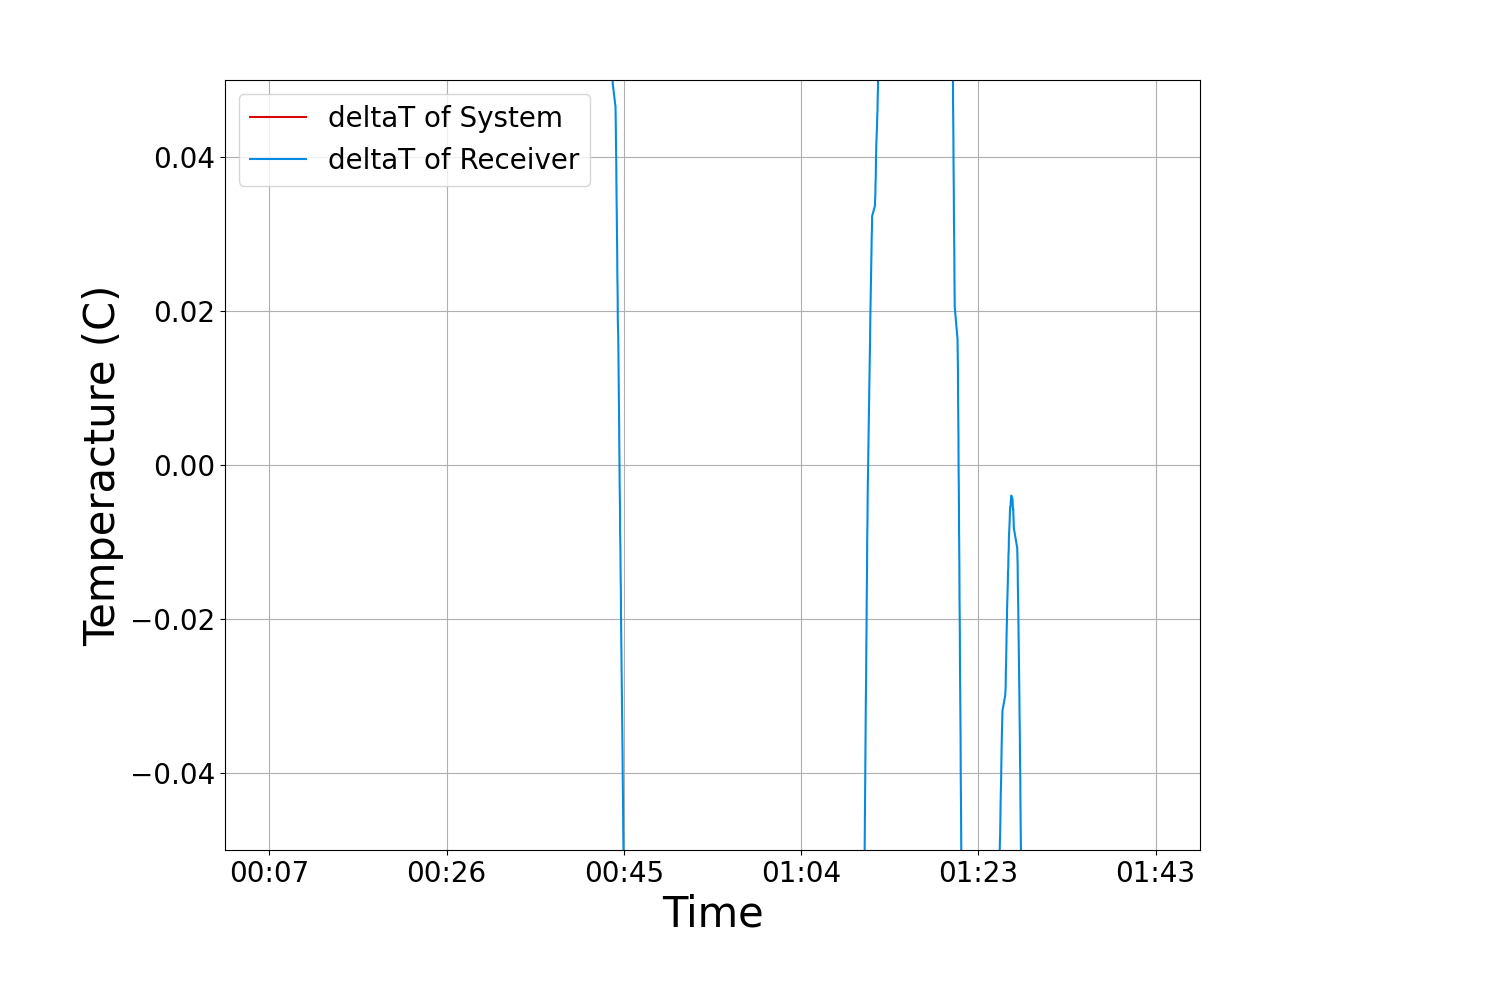 deltaT of System
deltaT of Receiver
0.04
0.02
0.00
−0.02
−0.04
Temperacture (C)
00:07
00:26
00:45
01:04
01:23
01:43
Time